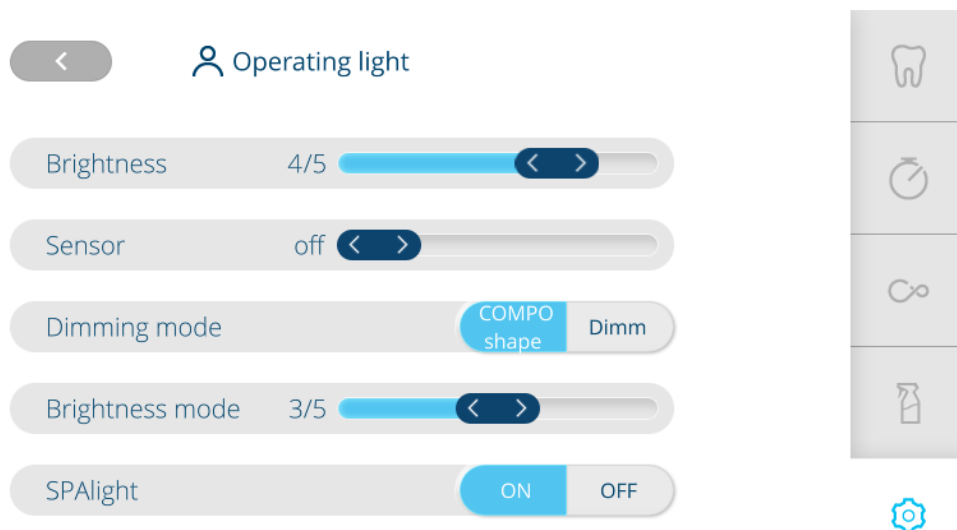 Operating light
Brightness 4/5
Sensor off
Dimming mode COMPO shape Dimm
Brightness mode 3/5
SPAlight ON OFF